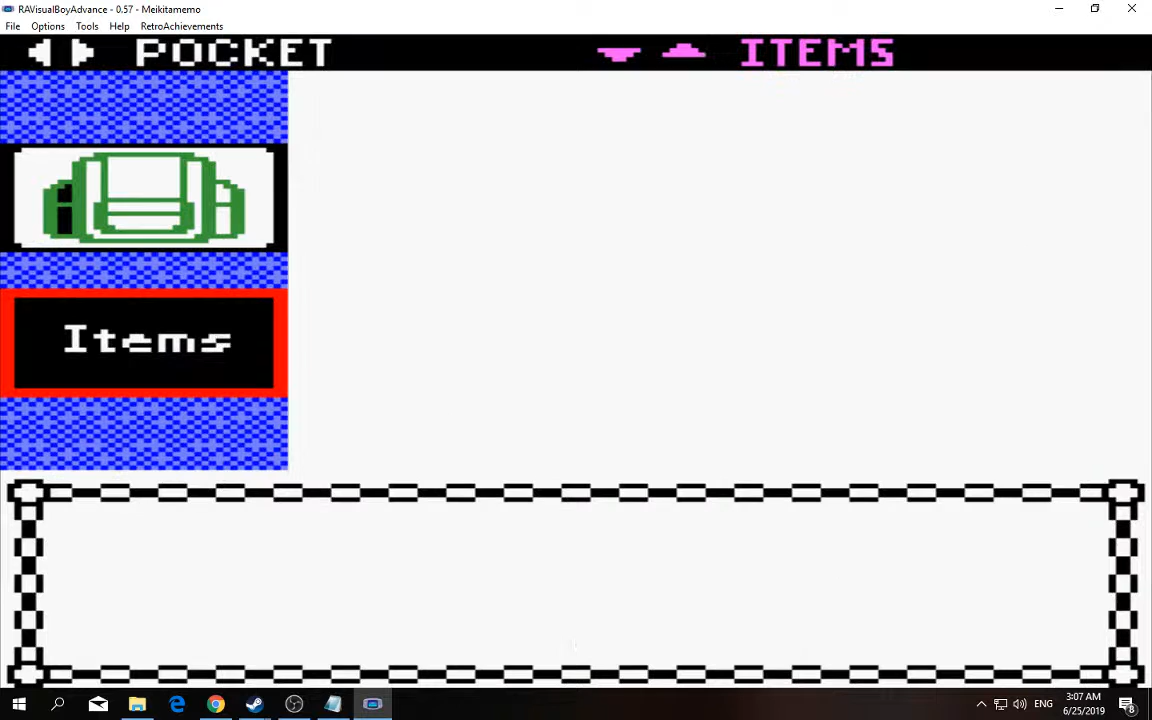 RAVisualBoyAdvance - 0.57 - Meikitamemo
File Options Tools Help RetroAchievements
POCKET ITEMS
Items
ENG
3:07 AM
6/25/2019
8